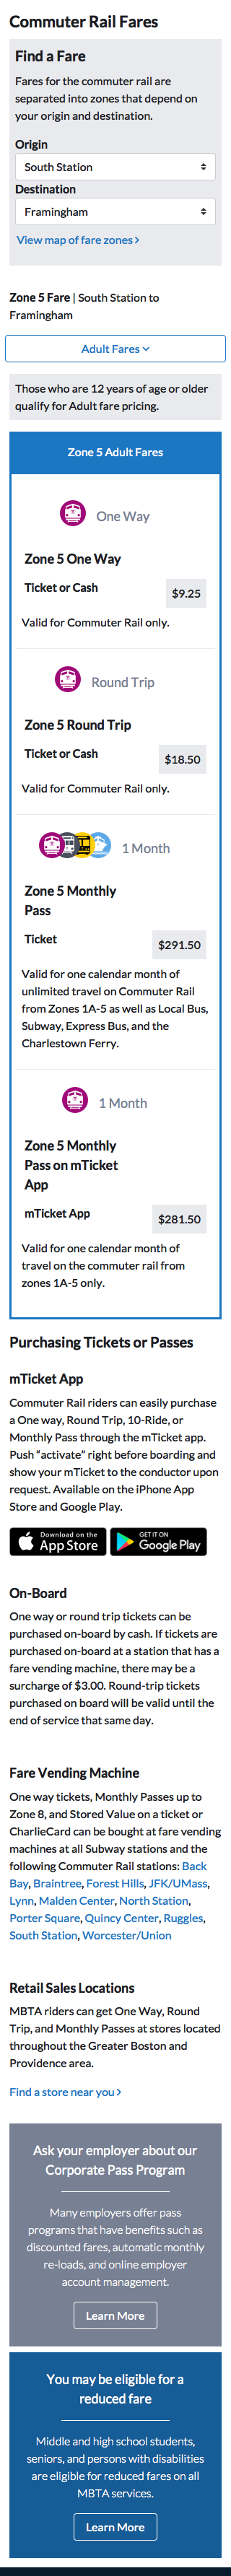 Commuter Rail Fares
Find a Fare
Fares for the commuter rail are
separated into zones that depend on
your origin and destination.
Origin
South Station
Destination
Framingham
View map of fare zones
Zone 5 Fare | South Station to
Framingham
Adult Fares
Those who are 12 years of age or older
qualify for Adult fare pricing.
Zone 5 Adult Fares
One Way
Zone 5 One Way
Ticket or Cash
$9.25
Valid for Commuter Rail only.
Round Trip
Zone 5 Round Trip
Ticket or Cash
$18.50
Valid for Commuter Rail only.
1 Month
Zone 5 Monthly
Pass
Ticket
$291.50
Valid for one calendar month of
unlimited travel on Commuter Rail
from Zones 1A-5 as well as Local Bus,
Subway, Express Bus, and the
Charlestown Ferry.
1 Month
Zone 5 Monthly
Pass on mTicket
App
mTicket App
$281.50
Valid for one calendar month of
travel on the commuter rail from
zones 1A-5 only.
Purchasing Tickets or Passes
mTicket App
Commuter Rail riders can easily purchase
a One way, Round Trip, 10-Ride, or
Monthly Pass through the mTicket app.
Push “activate” right before boarding and
show your mTicket to the conductor upon
request. Available on the iPhone App
Store and Google Play.
Download on the
App Store
GET IT ON
Google Play
On-Board
One way or round trip tickets can be
purchased on-board by cash. If tickets are
purchased on-board at a station that has a
fare vending machine, there may be a
surcharge of $3.00. Round-trip tickets
purchased on board will be valid until the
end of service that same day.
Fare Vending Machine
One way tickets, Monthly Passes up to
Zone 8, and Stored Value on a ticket or
CharlieCard can be bought at fare vending
machines at all Subway stations and the
following Commuter Rail stations: Back
Bay, Braintree, Forest Hills, JFK/UMass,
Lynn, Malden Center, North Station,
Porter Square, Quincy Center, Ruggles,
South Station, Worcester/Union
Retail Sales Locations
MBTA riders can get One Way, Round
Trip, and Monthly Passes at stores located
throughout the Greater Boston and
Providence area.
Find a store near you
Ask your employer about our
Corporate Pass Program
Many employers offer pass
programs that have benefits such as
discounted fares, automatic monthly
re-loads, and online employer
account management.
Learn More
You may be eligible for a
reduced fare
Middle and high school students,
seniors, and persons with disabilities
are eligible for reduced fares on all
MBTA services.
Learn More